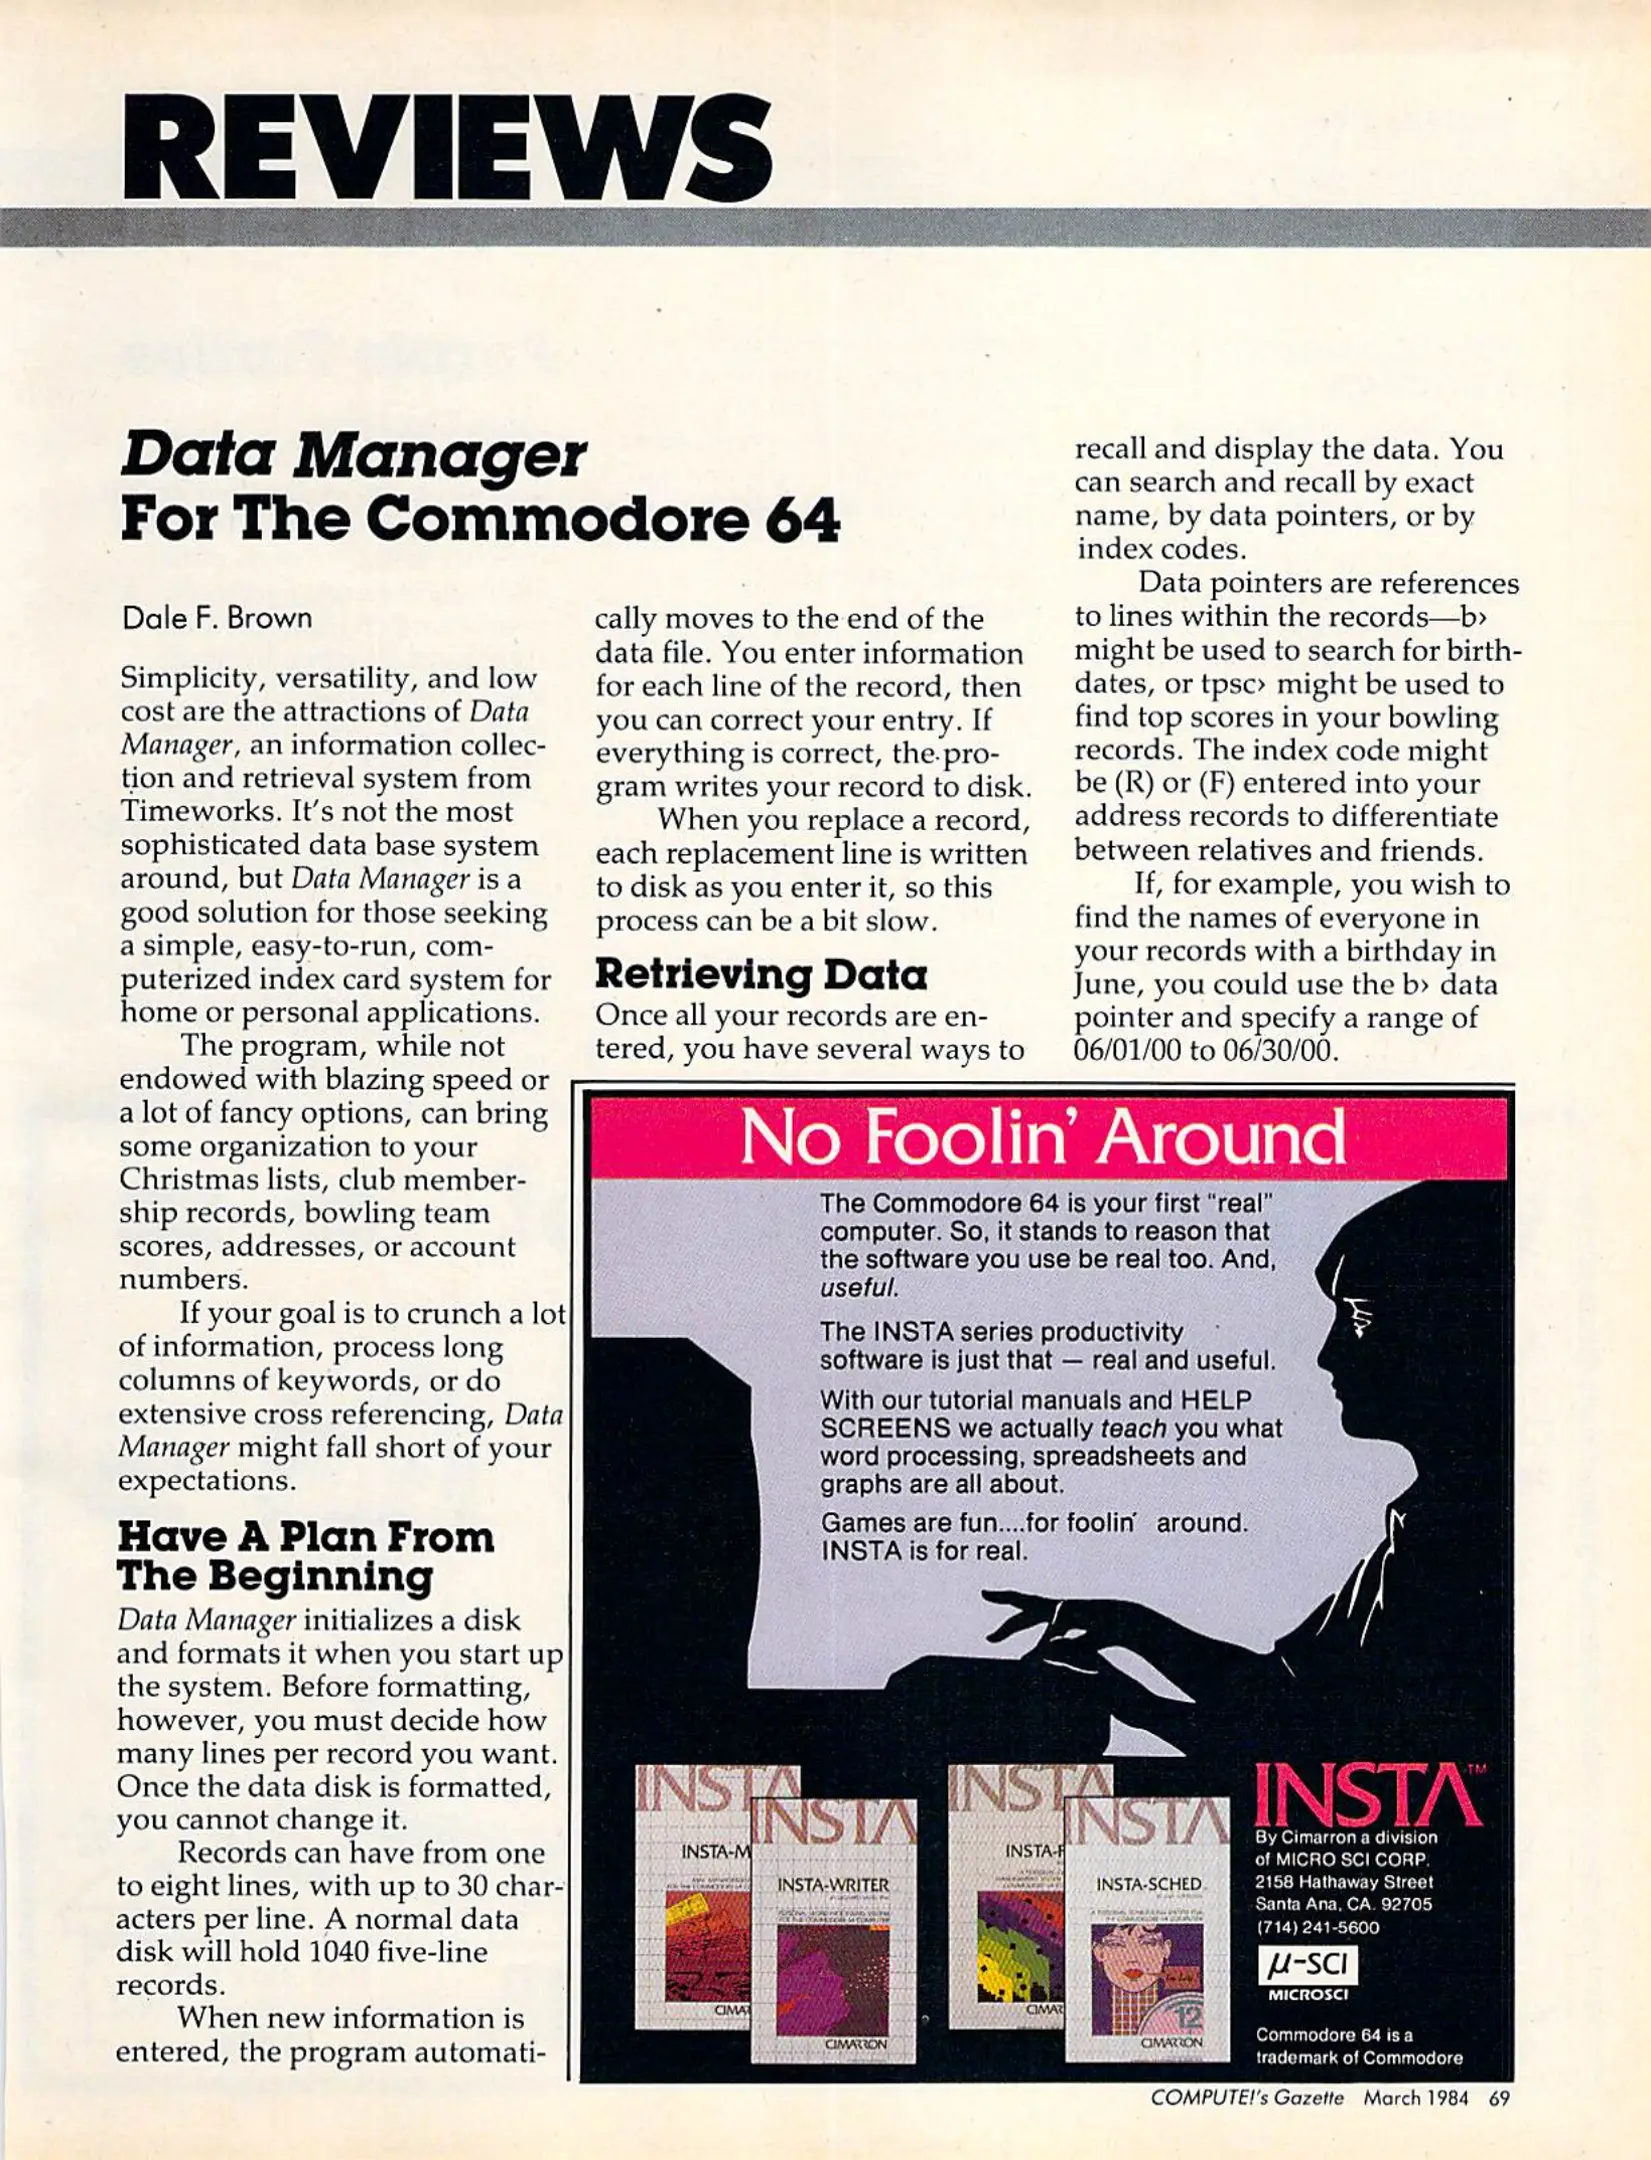 REVIEWS
Data Manager
For The Commodore 64
Dale F. Brown
Simplicity, versatility, and low
cost are the attractions of Data
Manager, an information collec-
tion and retrieval system from
Timeworks. It's not the most
sophisticated data base system
around, but Data Manager is a
good solution for those seeking
a simple, easy-to-run, com-
puterized index card system for
home or personal applications.
The program, while not
endowed with blazing speed or
a lot of fancy options, can bring
some organization to your
Christmas lists, club member-
ship records, bowling team
scores, addresses, or account
numbers.
If your goal is to crunch a lot
of information, process long
columns of keywords, or do
extensive cross referencing, Data
Manager might fall short of your
expectations.
Have A Plan From
The Beginning
Data Manager initializes a disk
and formats it when you start up
the system. Before formatting,
however, you must decide how
many lines per record you want.
Once the data disk is formatted,
you cannot change it.
Records can have from one
to eight lines, with up to 30 char-
acters per line. A normal data
disk will hold 1040 five-line
records.
When new information is
entered, the program automati-
cally moves to the end of the
data file. You enter information
for each line of the record, then
you can correct your entry. If
everything is correct, the pro-
gram writes your record to disk.
When you replace a record,
each replacement line is written
to disk as you enter it, so this
process can be a bit slow.
Retrieving Data
Once all your records are en-
tered, you have several ways to
recall and display the data. You
can search and recall by exact
name, by data pointers, or by
index codes.
Data pointers are references
to lines within the records—b>
might be used to search for birth-
dates, or tpsc> might be used to
find top scores in your bowling
records. The index code might
be (R) or (F) entered into your
address records to differentiate
between relatives and friends.
If, for example, you wish to
find the names of everyone in
your records with a birthday in
June, you could use the b> data
pointer and specify a range of
06/01/00 to 06/30/00.
No Foolin' Around
The Commodore 64 is your first "real"
computer. So, it stands to reason that
the software you use be real too. And,
useful.
The INSTA series productivity
software is just that — real and useful.
With our tutorial manuals and HELP
SCREENS we actually teach you what
word processing, spreadsheets and
graphs are all about.
Games are fun....for foolin' around.
INSTA is for real.
INSTA
INSTA-M
CIMAR
INSTA
INSTA-WRITER
CIMARRON
INSTA
INSTA-F
CIMAR
INSTA
INSTA-SCHED
12
CIMARRON
INSTA™
By Cimarron a division
of MICRO SCI CORP.
2158 Hathaway Street
Santa Ana, CA. 92705
(714) 241-5600
µ-SCI
MICROSCI
Commodore 64 is a
trademark of Commodore
COMPUTE!'s Gazette March 1984 69